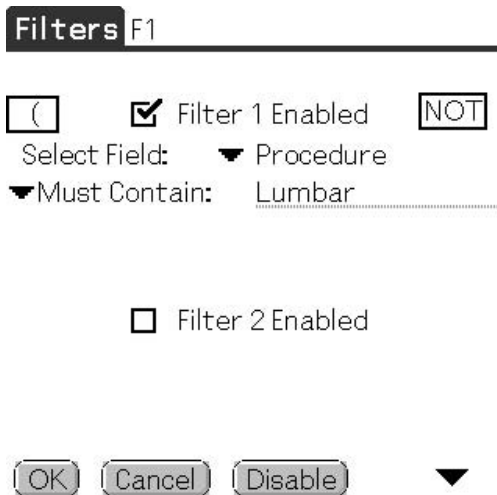 Filters F1
( Filter 1 Enabled NOT
Select Field: Procedure
Must Contain: Lumbar
Filter 2 Enabled
OK Cancel Disable